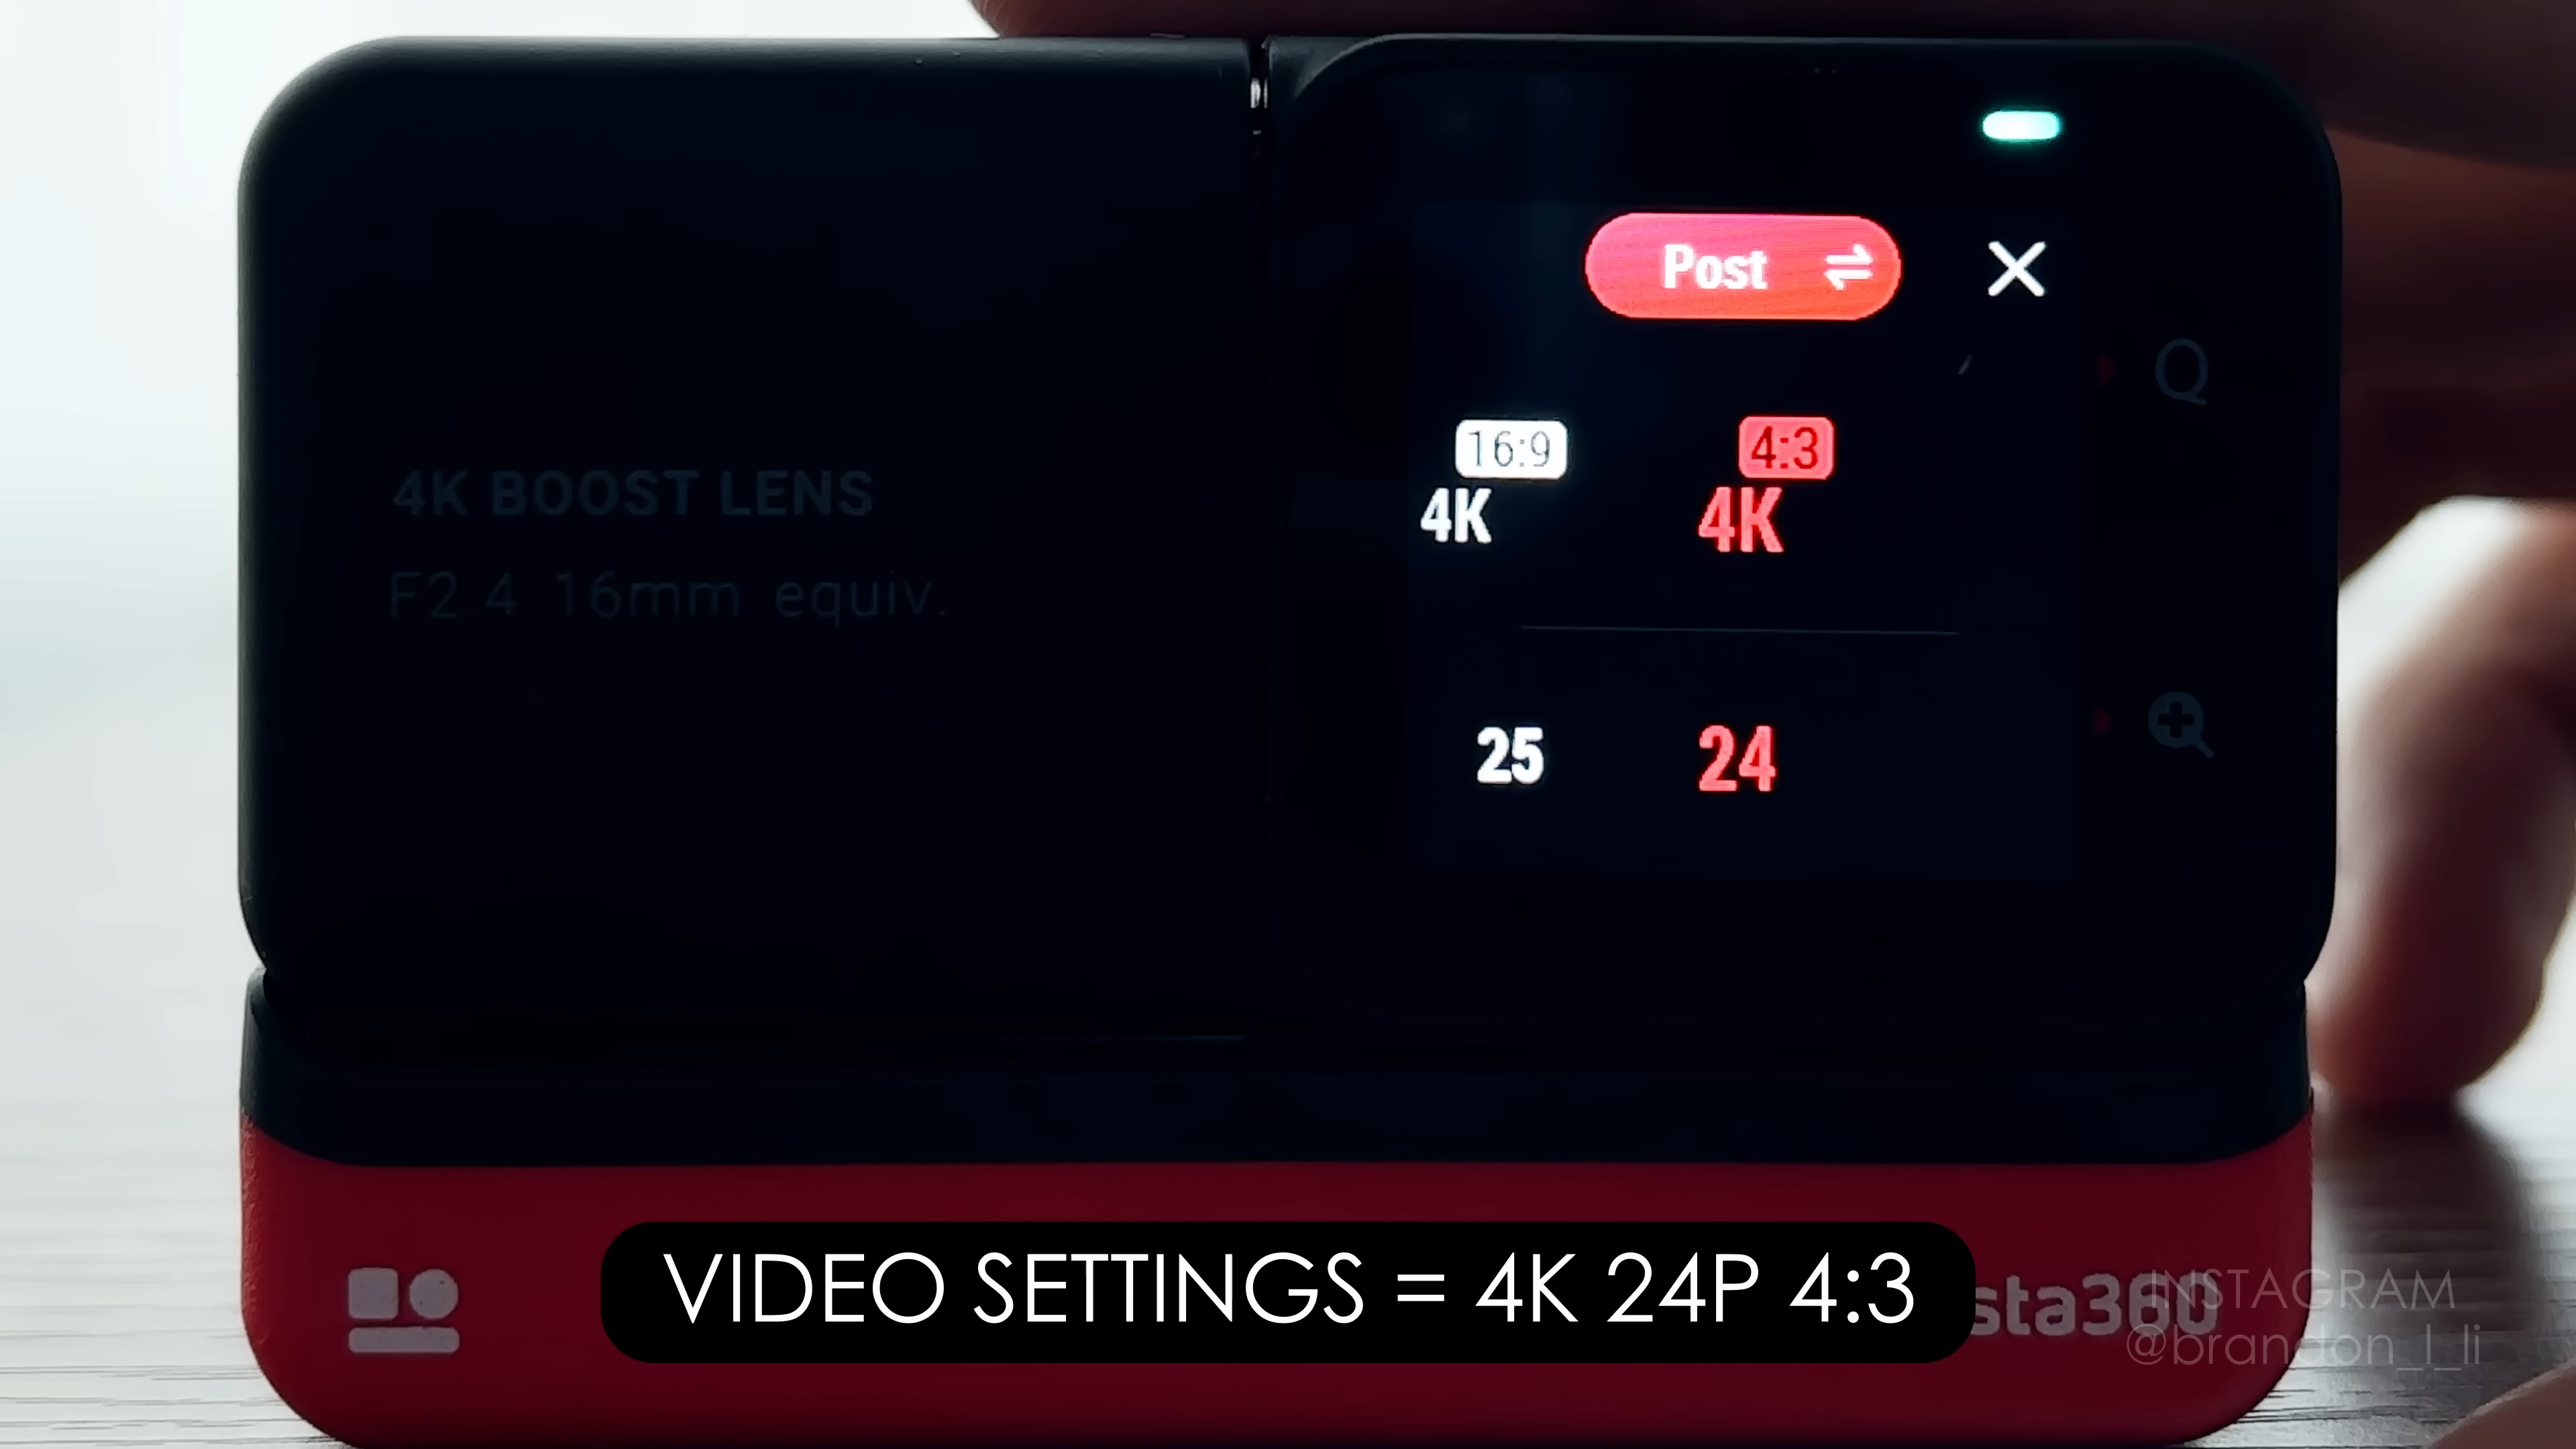 Post
16:9 4:3
4K 4K
4K BOOST LENS
F2.4 16mm equiv.
25 24
Q
VIDEO SETTINGS = 4K 24P 4:3
sta360
INSTAGRAM
@brandon_l_li